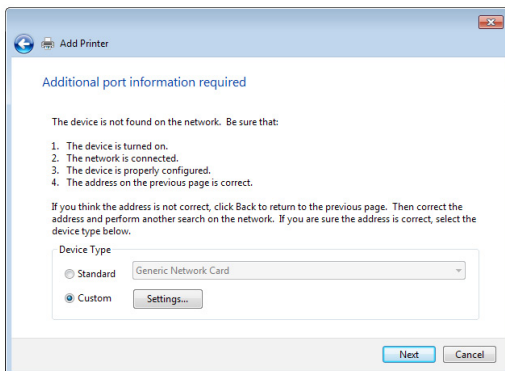 Add Printer
Additional port information required
The device is not found on the network. Be sure that:
1. The device is turned on.
2. The network is connected.
3. The device is properly configured.
4. The address on the previous page is correct.
If you think the address is not correct, click Back to return to the previous page. Then correct the
address and perform another search on the network. If you are sure the address is correct, select the
device type below.
Device Type
Standard Generic Network Card
Custom Settings...
Next Cancel